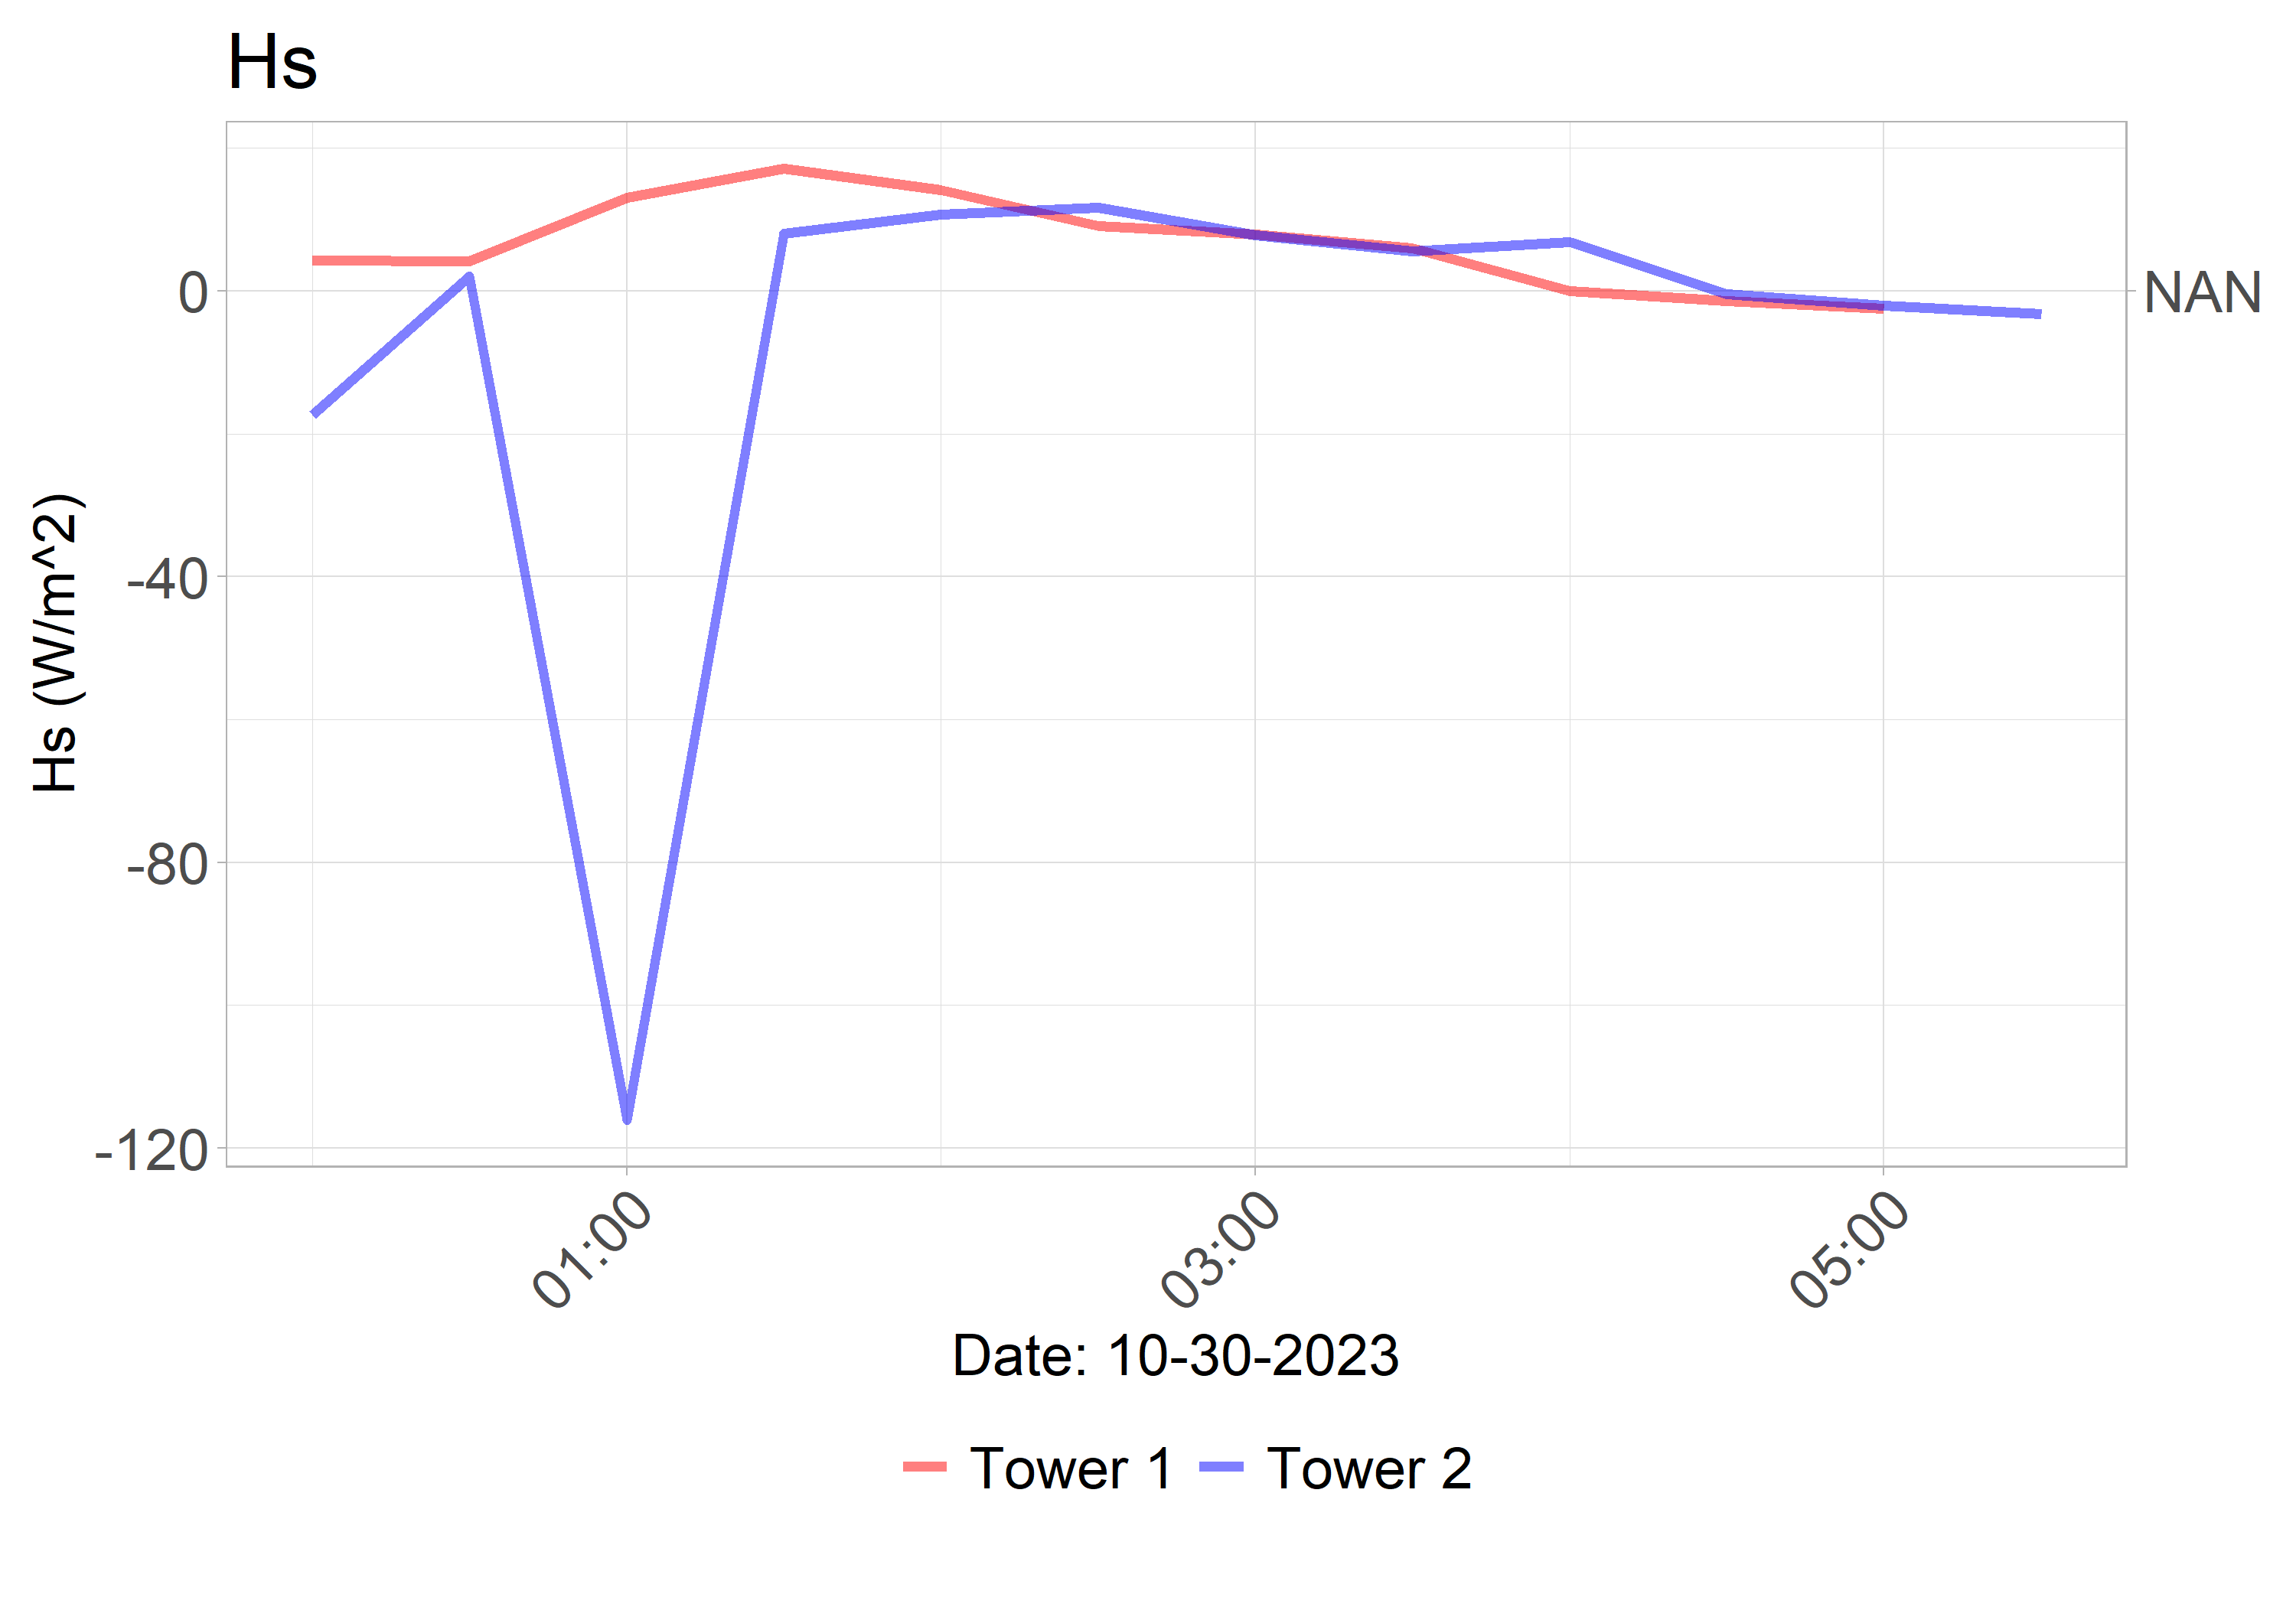 Hs
Hs (W/m^2)
0
-40
-80
-120
NAN
01:00
03:00
05:00
Date: 10-30-2023
Tower 1
Tower 2